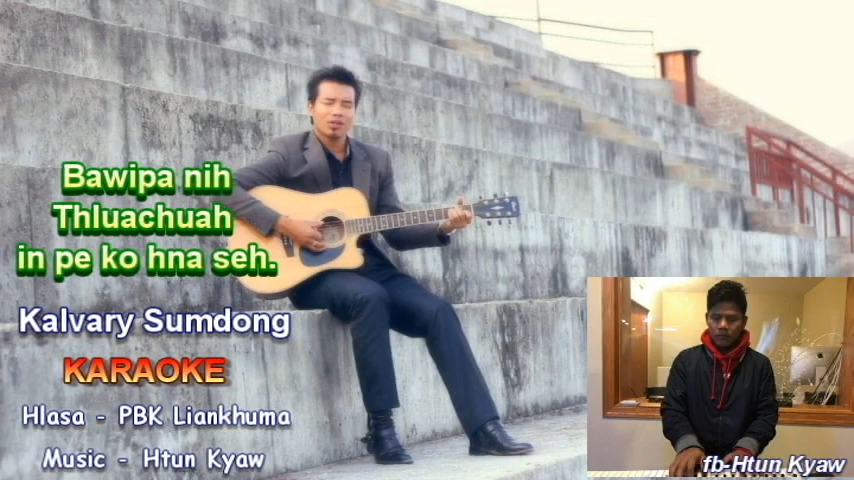 Bawipa nih
Thluachuah
in pe ko hna seh.
Kalvary Sumdong
KARAOKE
Hlasa - PBK Liankhuma
Music - Htun Kyaw
fb-Htun Kyaw